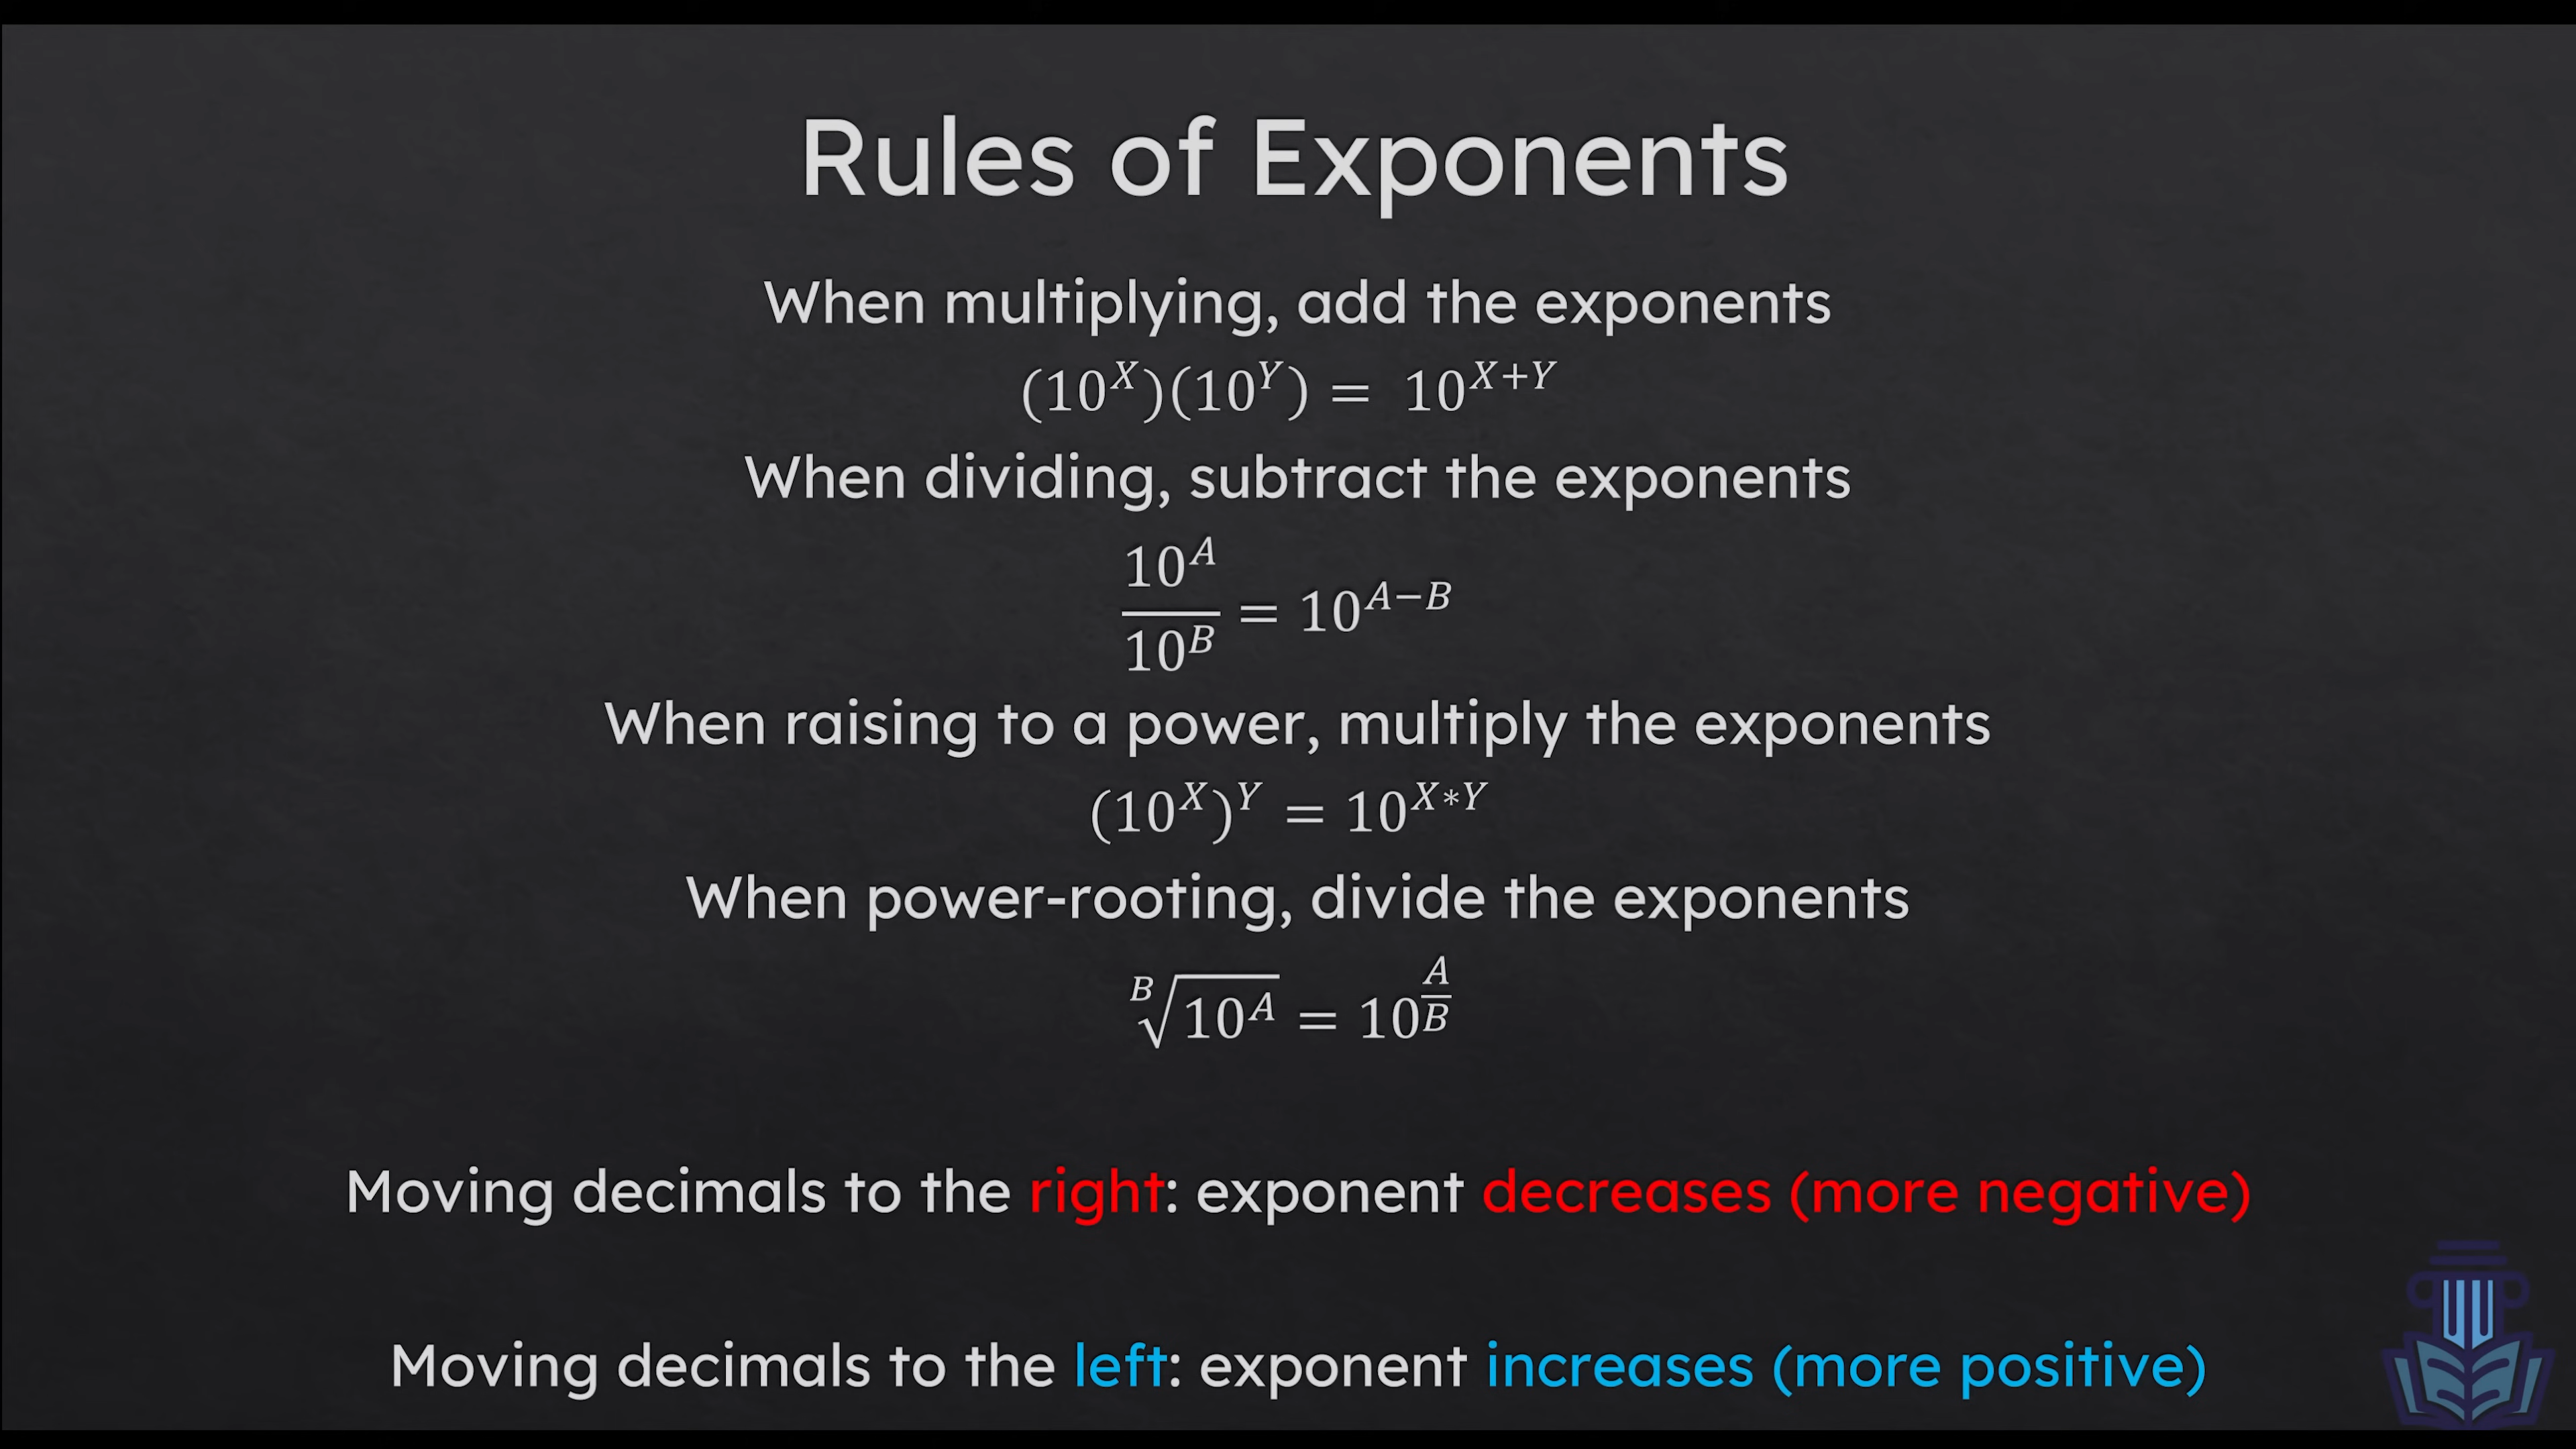 Rules of Exponents
When multiplying, add the exponents
(10^X)(10^Y) = 10^{X+Y}
When dividing, subtract the exponents
10^A / 10^B = 10^{A−B}
When raising to a power, multiply the exponents
(10^X)^Y = 10^{X*Y}
When power-rooting, divide the exponents
^B√(10^A) = 10^{A/B}
Moving decimals to the right: exponent decreases (more negative)
Moving decimals to the left: exponent increases (more positive)